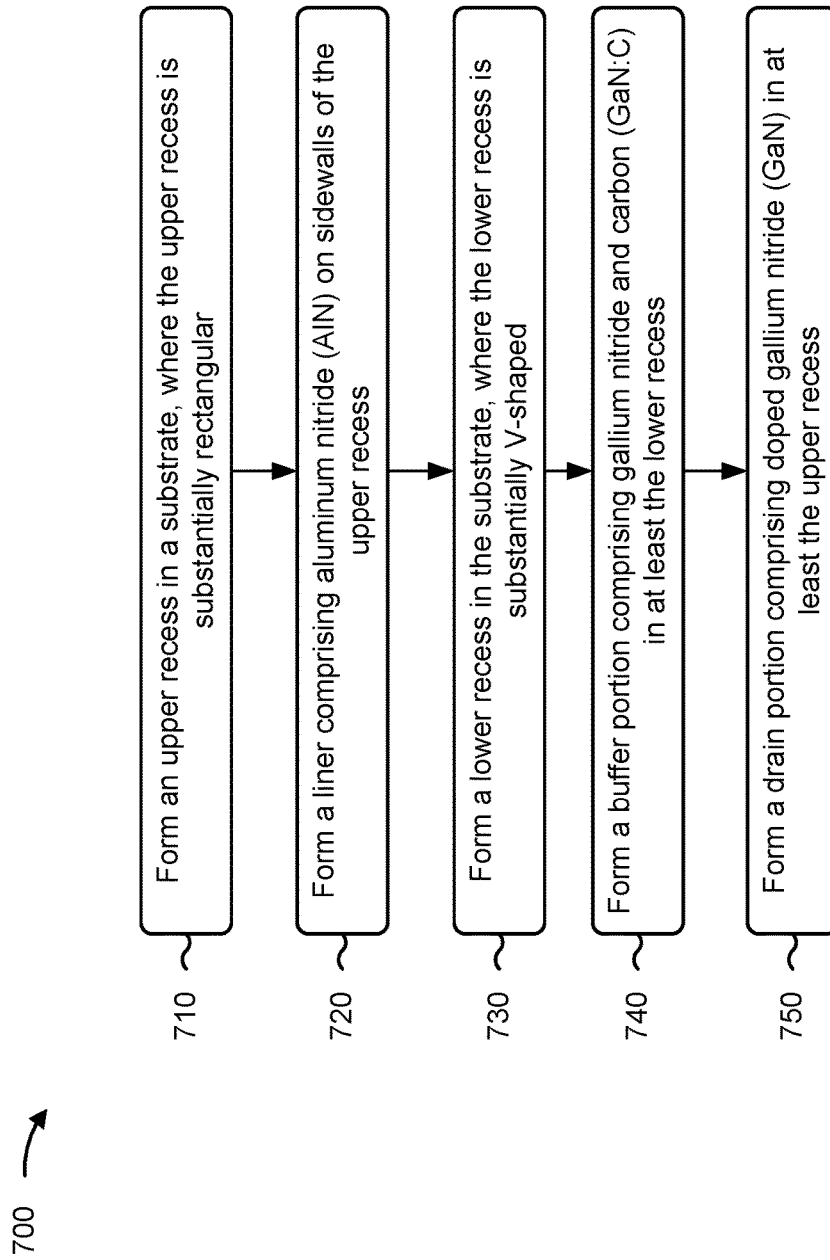 700
710
Form an upper recess in a substrate, where the upper recess is
substantially rectangular
720
Form a liner comprising aluminum nitride (AlN) on sidewalls of the
upper recess
730
Form a lower recess in the substrate, where the lower recess is
substantially V-shaped
740
Form a buffer portion comprising gallium nitride and carbon (GaN:C)
in at least the lower recess
750
Form a drain portion comprising doped gallium nitride (GaN) in at
least the upper recess